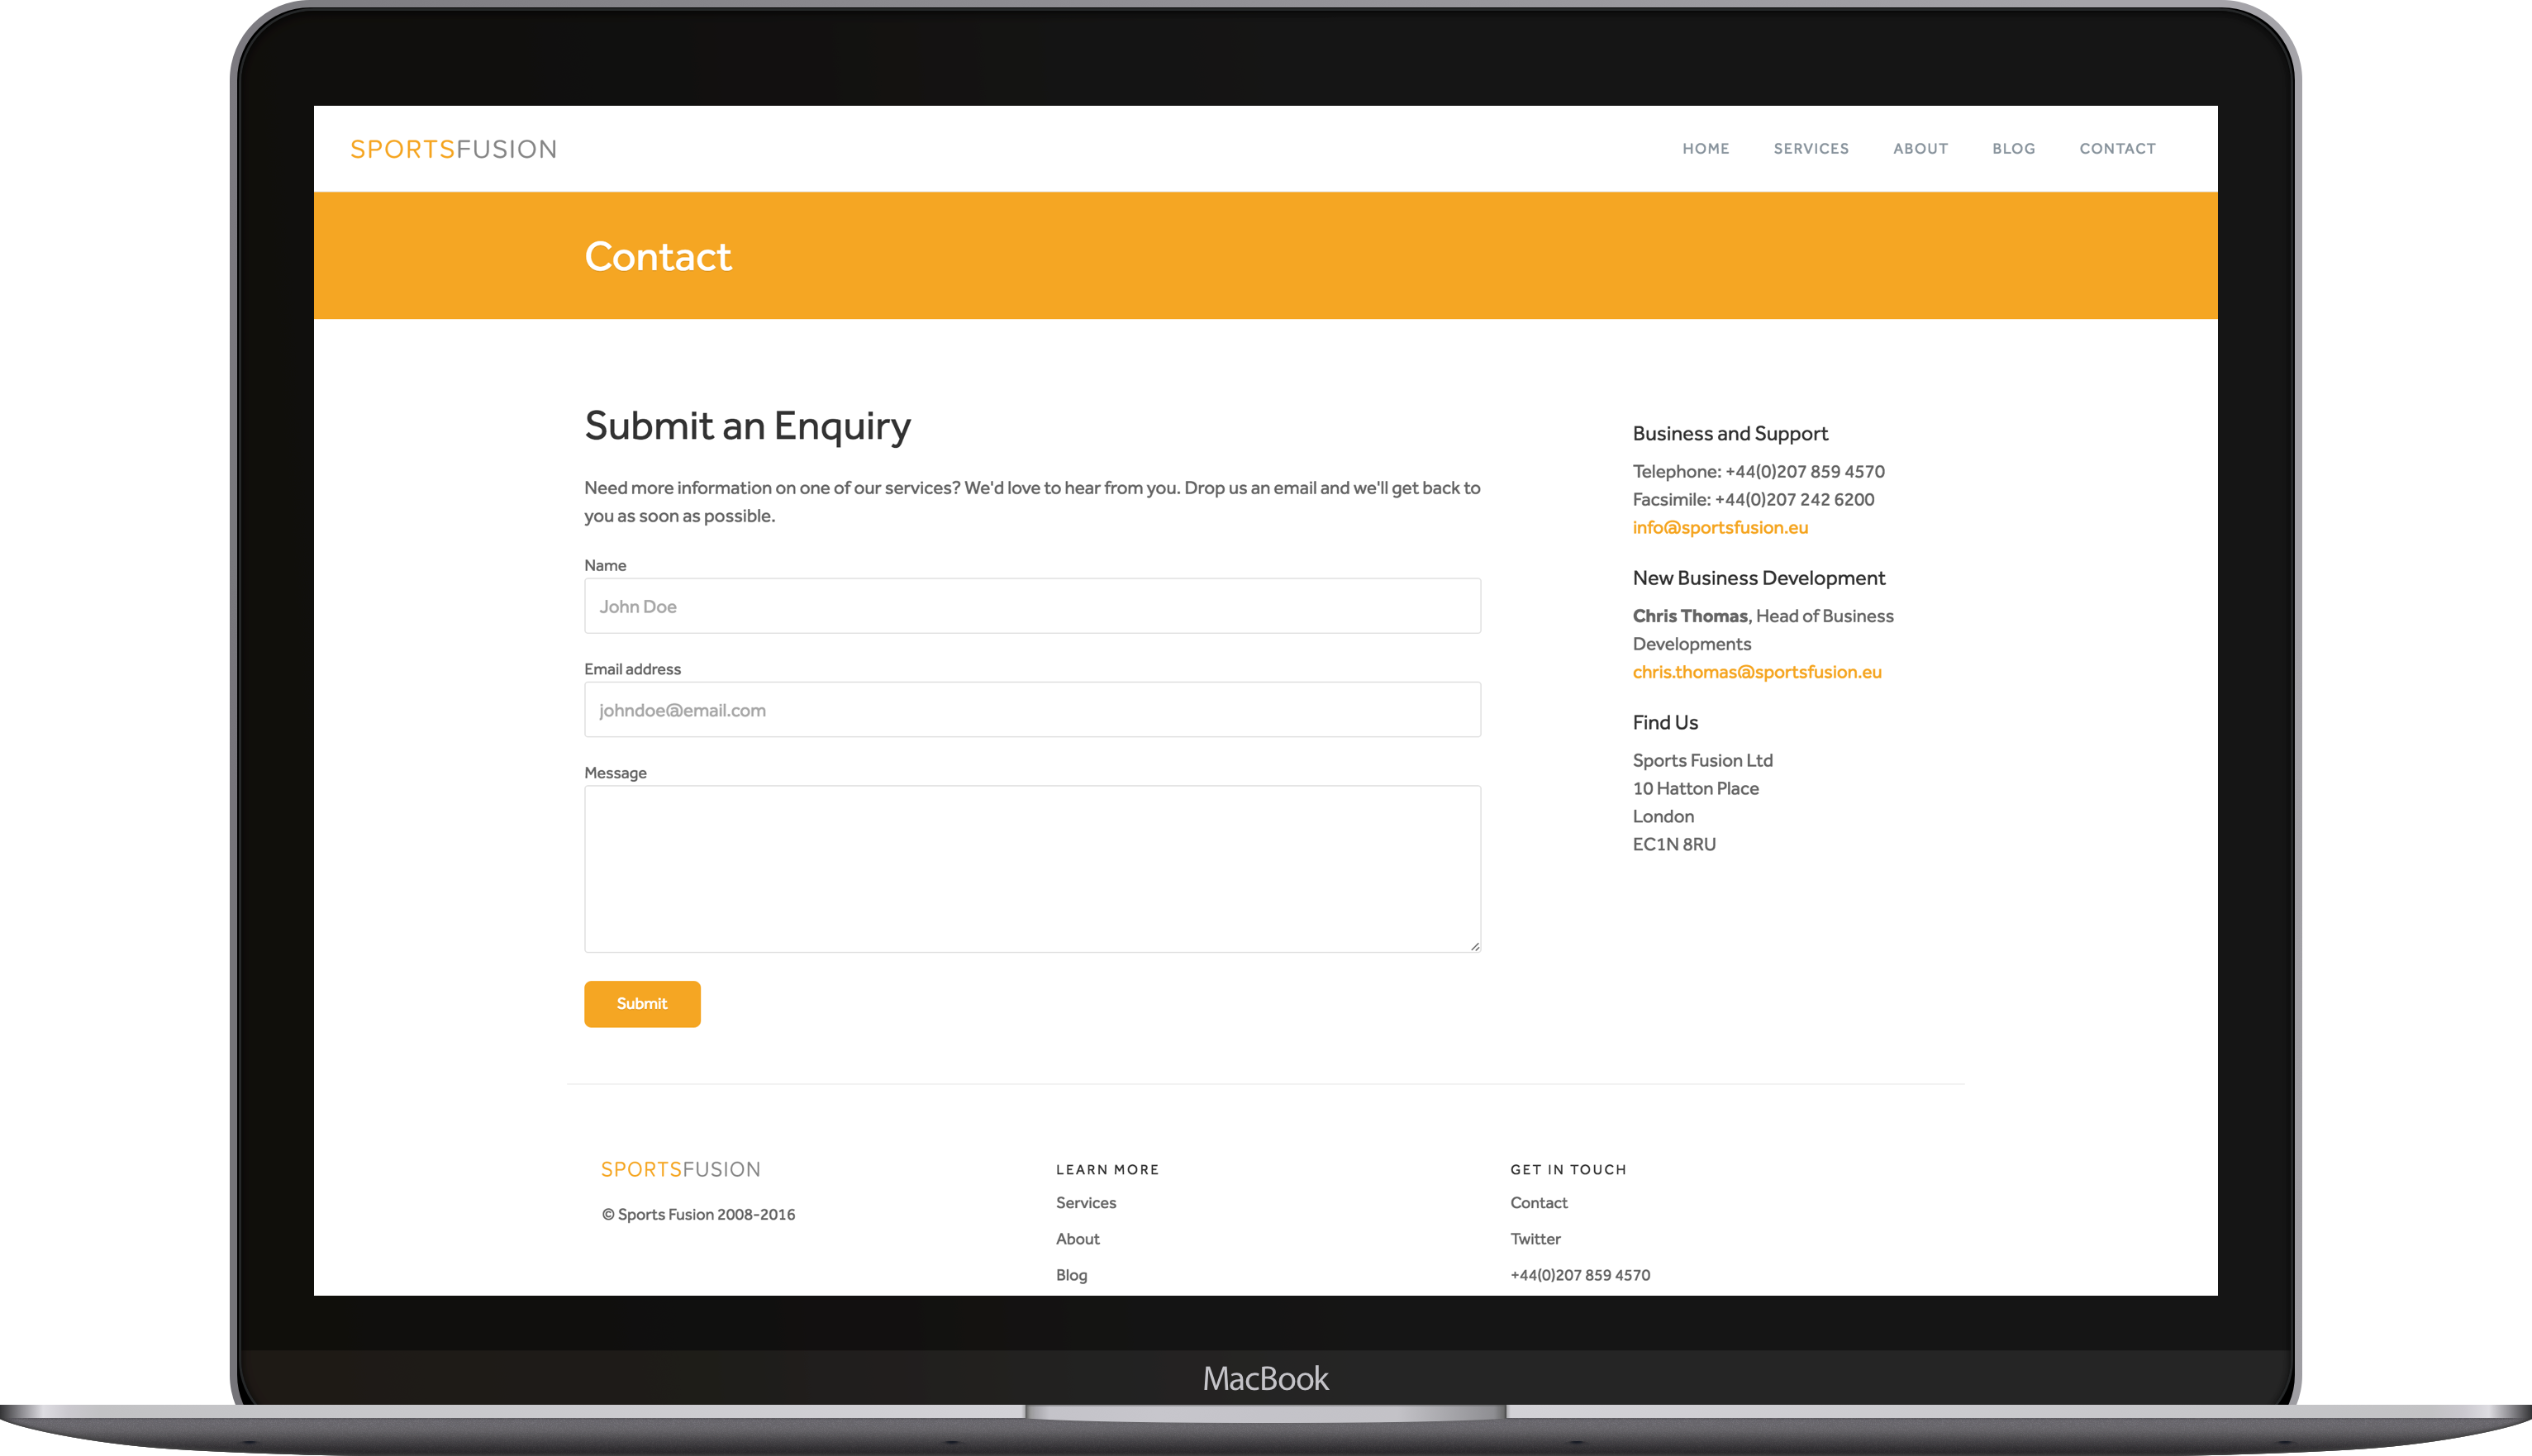 SPORTSFUSION
HOME SERVICES ABOUT BLOG CONTACT
Contact
Submit an Enquiry
Need more information on one of our services? We'd love to hear from you. Drop us an email and we'll get back to
you as soon as possible.
Name
John Doe
Email address
johndoe@email.com
Message
Submit
Business and Support
Telephone: +44(0)207 859 4570
Facsimile: +44(0)207 242 6200
info@sportsfusion.eu
New Business Development
Chris Thomas, Head of Business
Developments
chris.thomas@sportsfusion.eu
Find Us
Sports Fusion Ltd
10 Hatton Place
London
EC1N 8RU
SPORTSFUSION
© Sports Fusion 2008-2016
LEARN MORE
Services
About
Blog
GET IN TOUCH
Contact
Twitter
+44(0)207 859 4570
MacBook